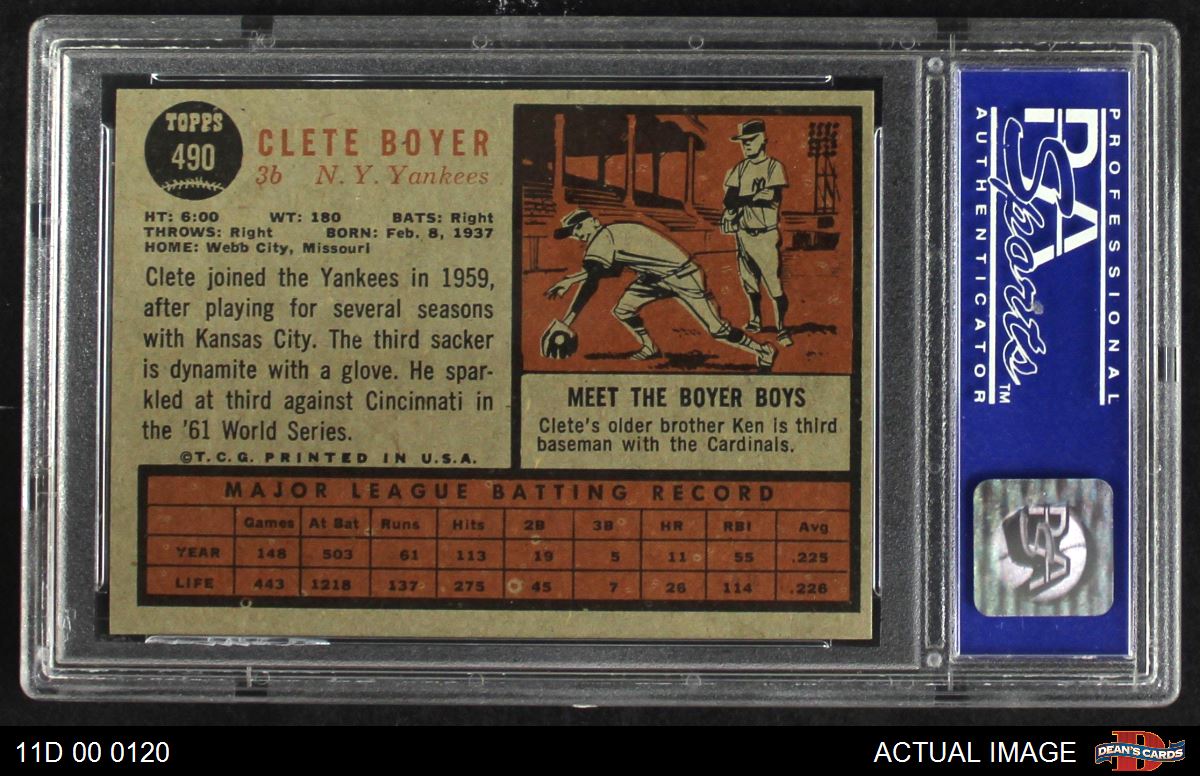 TOPPS
490
CLETE BOYER
3b N. Y. Yankees
HT: 6:00 WT: 180 BATS: Right
THROWS: Right BORN: Feb. 8, 1937
HOME: Webb City, Missouri
Clete joined the Yankees in 1959,
after playing for several seasons
with Kansas City. The third sacker
is dynamite with a glove. He spar-
kled at third against Cincinnati in
the '61 World Series.
©T.C.G. PRINTED IN U.S.A.
MEET THE BOYER BOYS
Clete's older brother Ken is third
baseman with the Cardinals.
MAJOR LEAGUE BATTING RECORD
Games At Bat Runs Hits 2B 3B HR RBI Avg
YEAR 148 503 61 113 19 5 11 55 .225
LIFE 443 1218 137 275 45 7 26 114 .226
PROFESSIONAL
PSA
Sports™
AUTHENTICATOR
PSA
11D 00 0120
ACTUAL IMAGE
D
DEAN'S CARDS